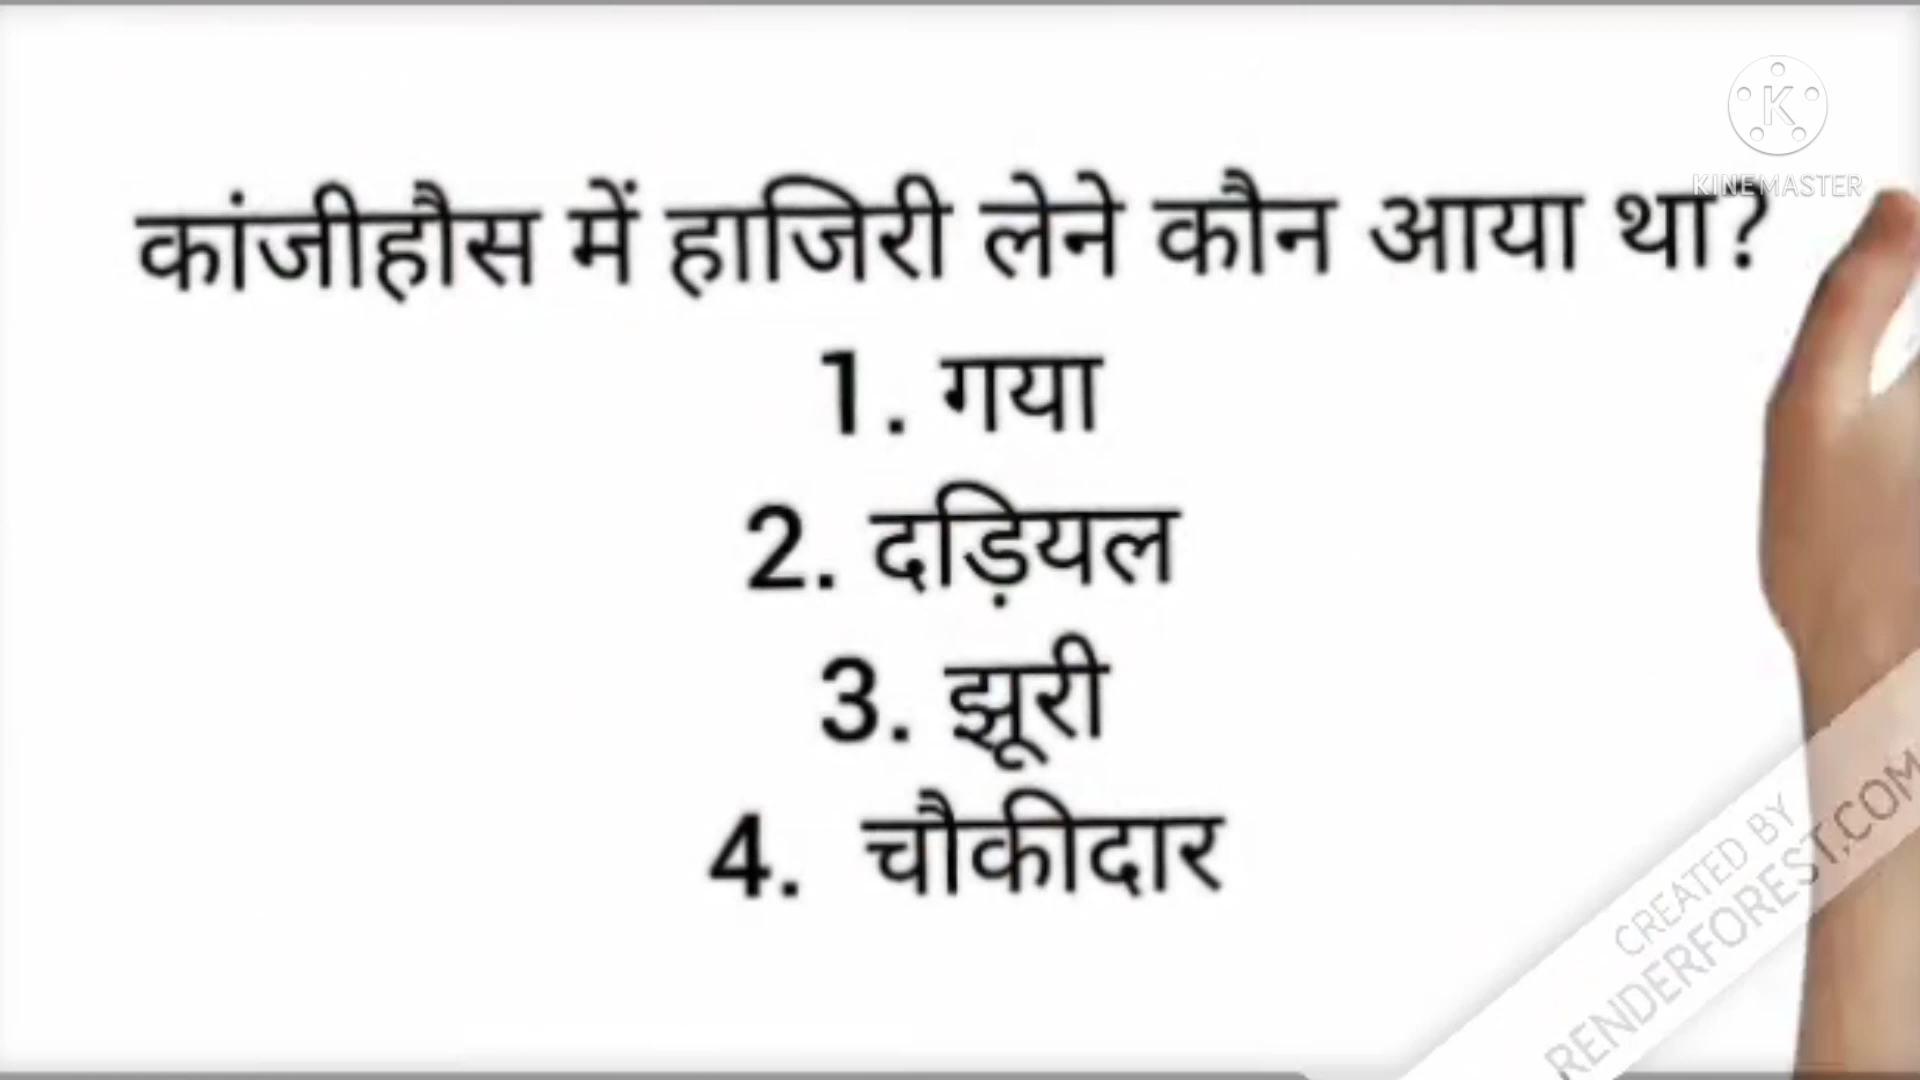 K
KINEMASTER
कांजीहौस में हाजिरी लेने कौन आया था?
1. गया
2. दड़ियल
3. झूरी
4. चौकीदार
CREATED BY
RENDERFOREST.COM